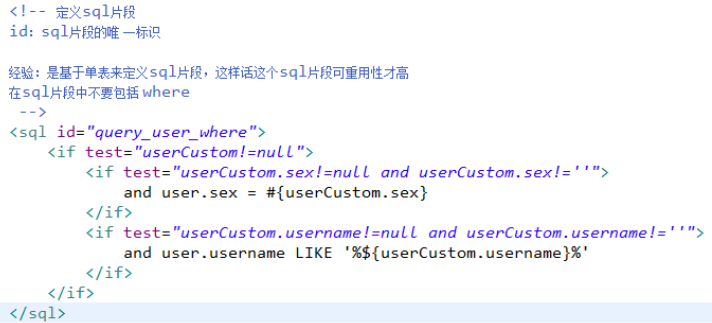 <!-- 定义sql片段
id：sql片段的唯 一标识
经验：是基于单表来定义sql片段，这样话这个sql片段可重用性才高
在sql片段中不要包括 where
-->
<sql id="query_user_where">
<if test="userCustom!=null">
<if test="userCustom.sex!=null and userCustom.sex!=''">
and user.sex = #{userCustom.sex}
</if>
<if test="userCustom.username!=null and userCustom.username!=''">
and user.username LIKE '%${userCustom.username}%'
</if>
</if>
</sql>